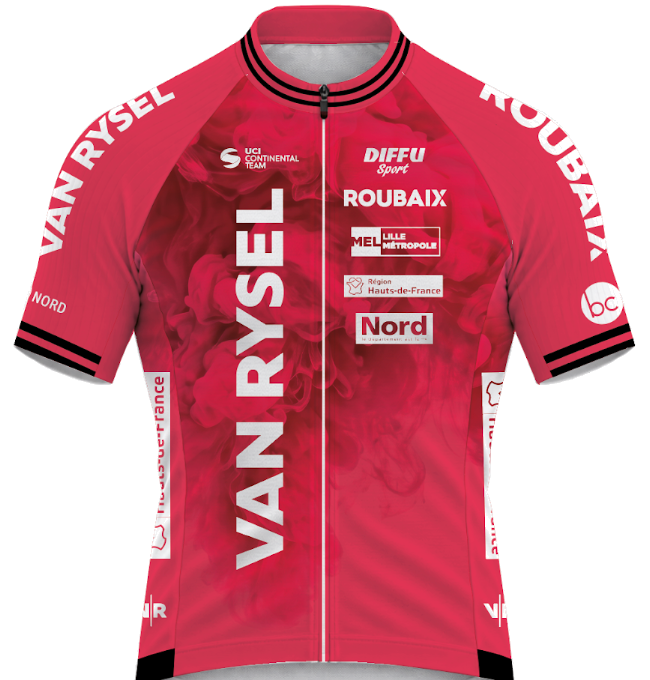 VAN RYSEL
ROUBAIX
UCI
CONTINENTAL
TEAM
DIFFU
Sport
ROUBAIX
MEL LILLE
MÉTROPOLE
Région
Hauts-de-France
Nord
VAN RYSEL
NORD
bc
Hauts-de-France